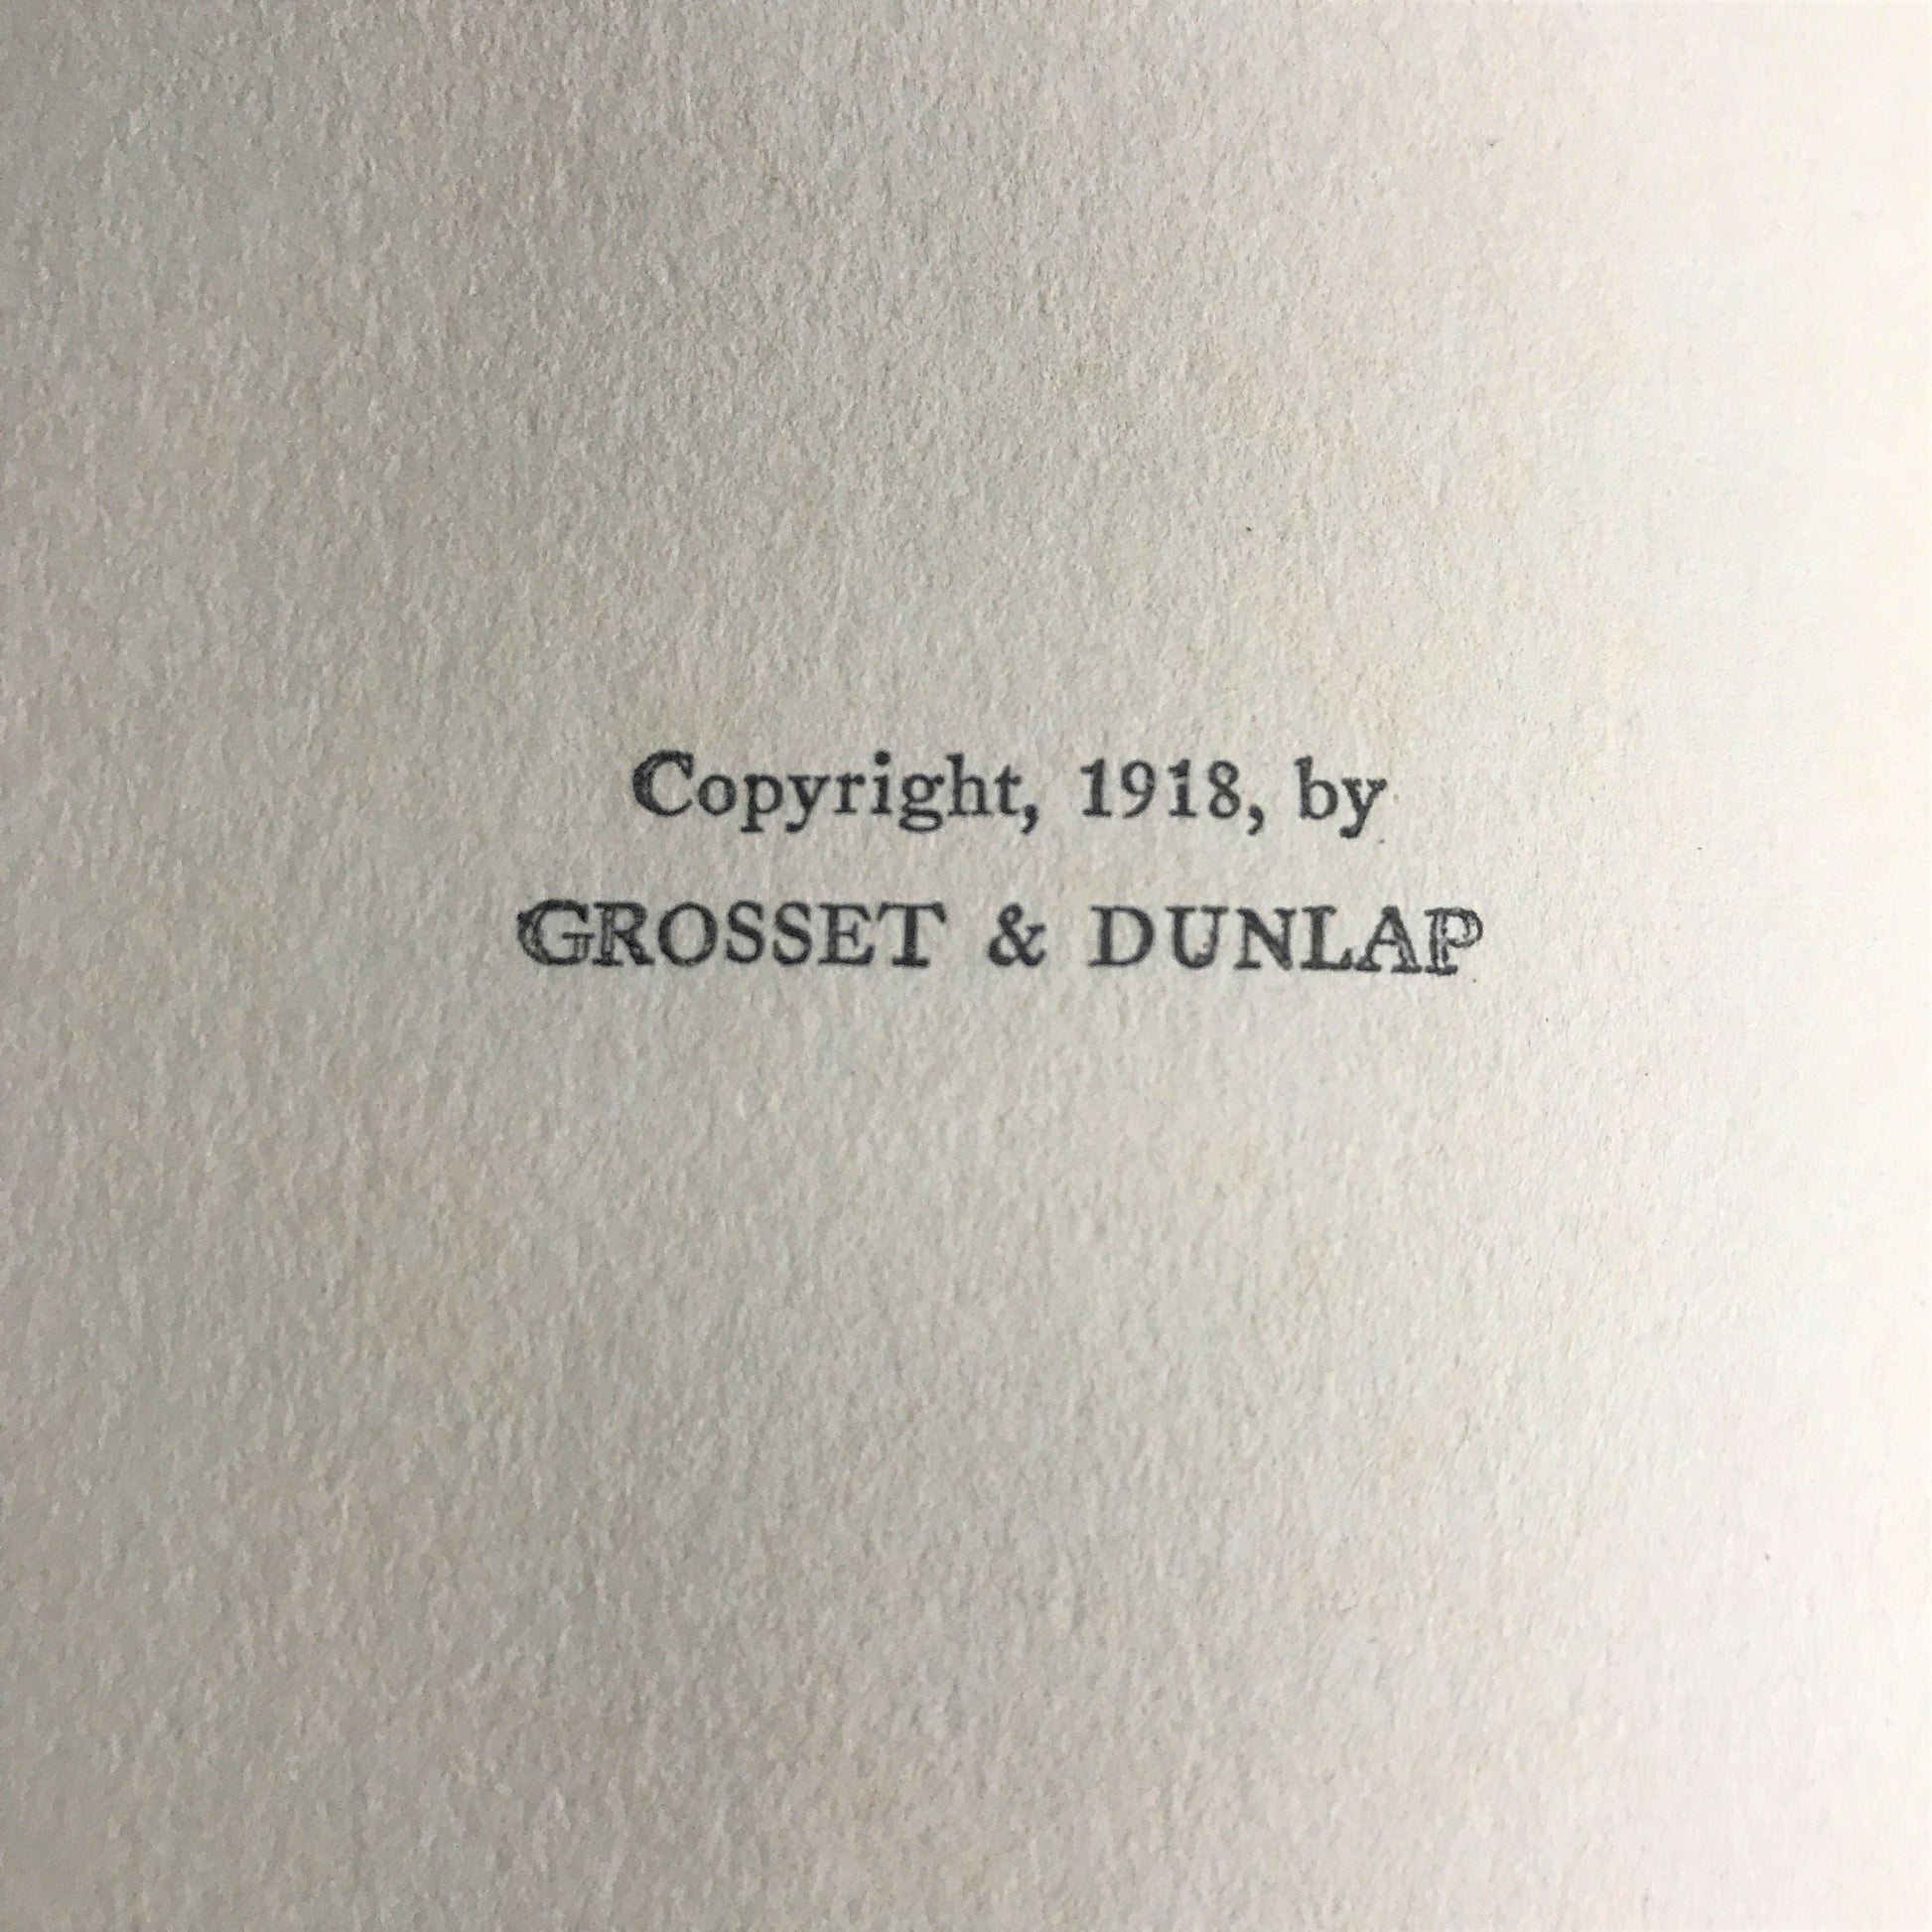 Copyright, 1918, by
GROSSET & DUNLAP